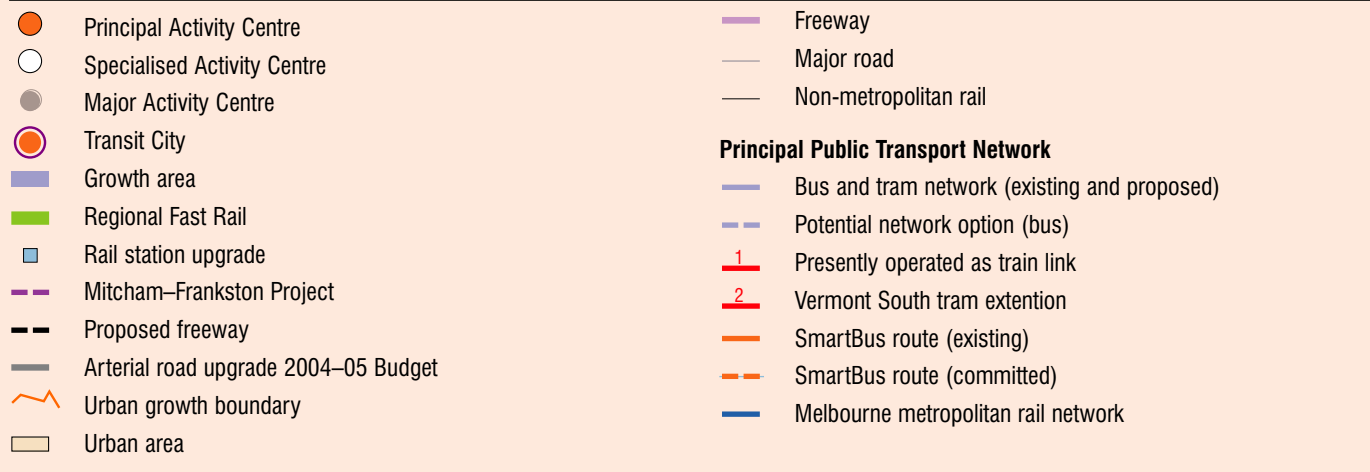 Principal Activity Centre
Specialised Activity Centre
Major Activity Centre
Transit City
Growth area
Regional Fast Rail
Rail station upgrade
Mitcham–Frankston Project
Proposed freeway
Arterial road upgrade 2004–05 Budget
Urban growth boundary
Urban area
Freeway
Major road
Non-metropolitan rail
Principal Public Transport Network
Bus and tram network (existing and proposed)
Potential network option (bus)
1 Presently operated as train link
2 Vermont South tram extention
SmartBus route (existing)
SmartBus route (committed)
Melbourne metropolitan rail network